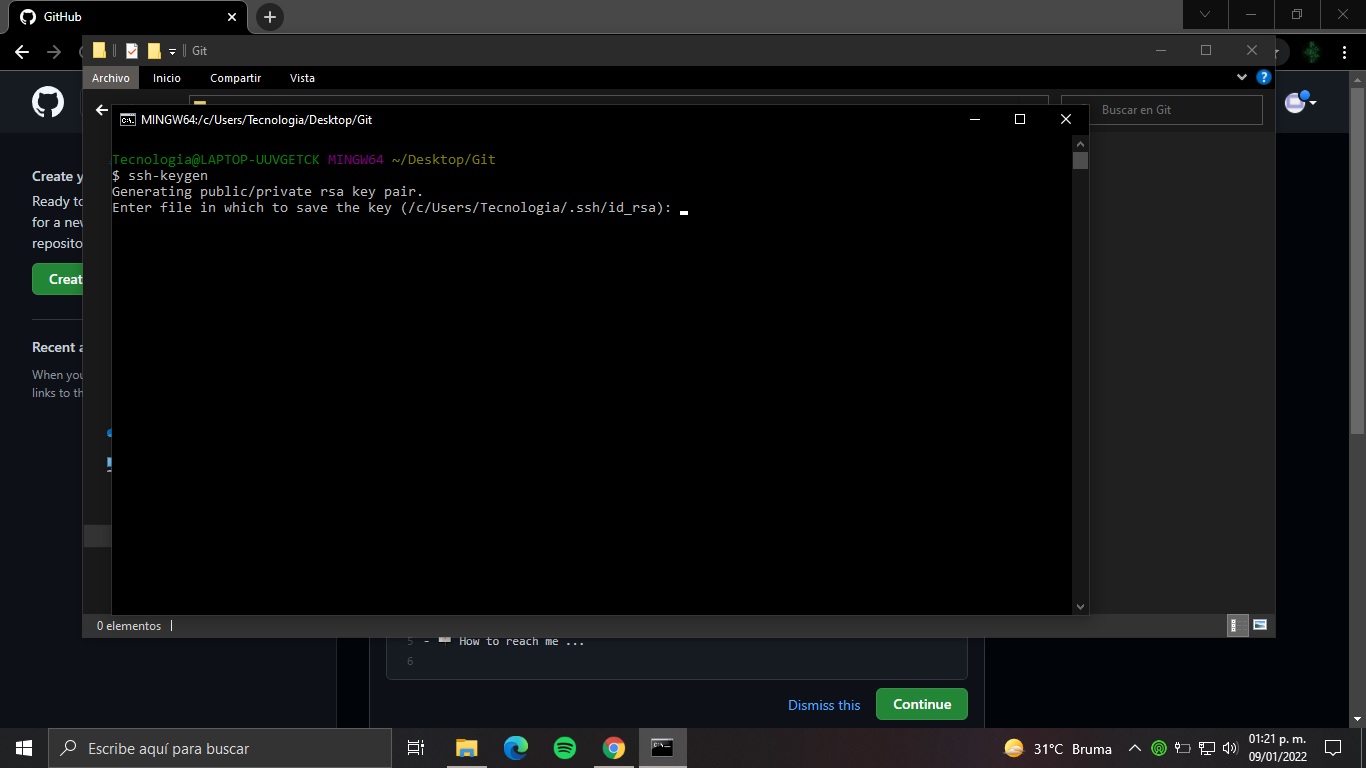 GitHub
Git
Archivo
Inicio
Compartir
Vista
Buscar en Git
MINGW64:/c/Users/Tecnologia/Desktop/Git
Tecnologia@LAPTOP-UUVGETCK MINGW64 ~/Desktop/Git
$ ssh-keygen
Generating public/private rsa key pair.
Enter file in which to save the key (/c/Users/Tecnologia/.ssh/id_rsa):
Create y
Ready to
for a new
reposito
Creat
Recent a
When you
links to th
0 elementos
5 - How to reach me ...
6
Dismiss this
Continue
Escribe aquí para buscar
31°C Bruma
01:21 p. m.
09/01/2022